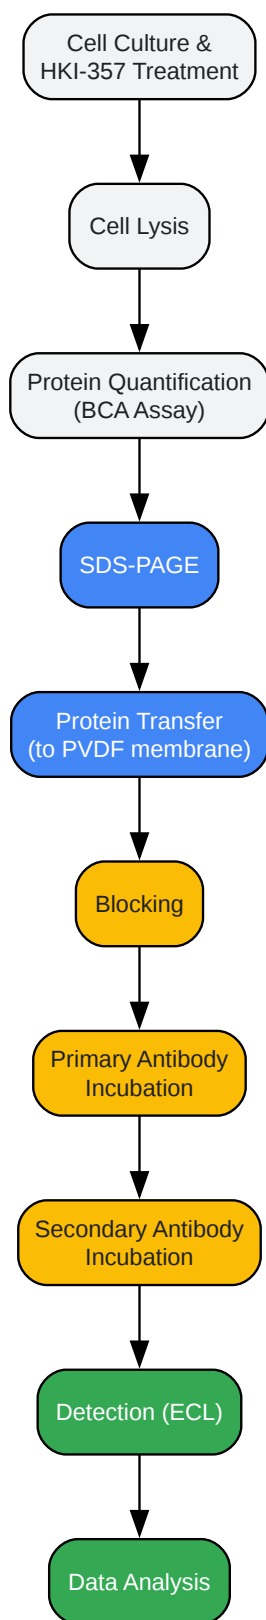 Cell Culture &
HKI-357 Treatment
Cell Lysis
Protein Quantification
(BCA Assay)
SDS-PAGE
Protein Transfer
(to PVDF membrane)
Blocking
Primary Antibody
Incubation
Secondary Antibody
Incubation
Detection (ECL)
Data Analysis